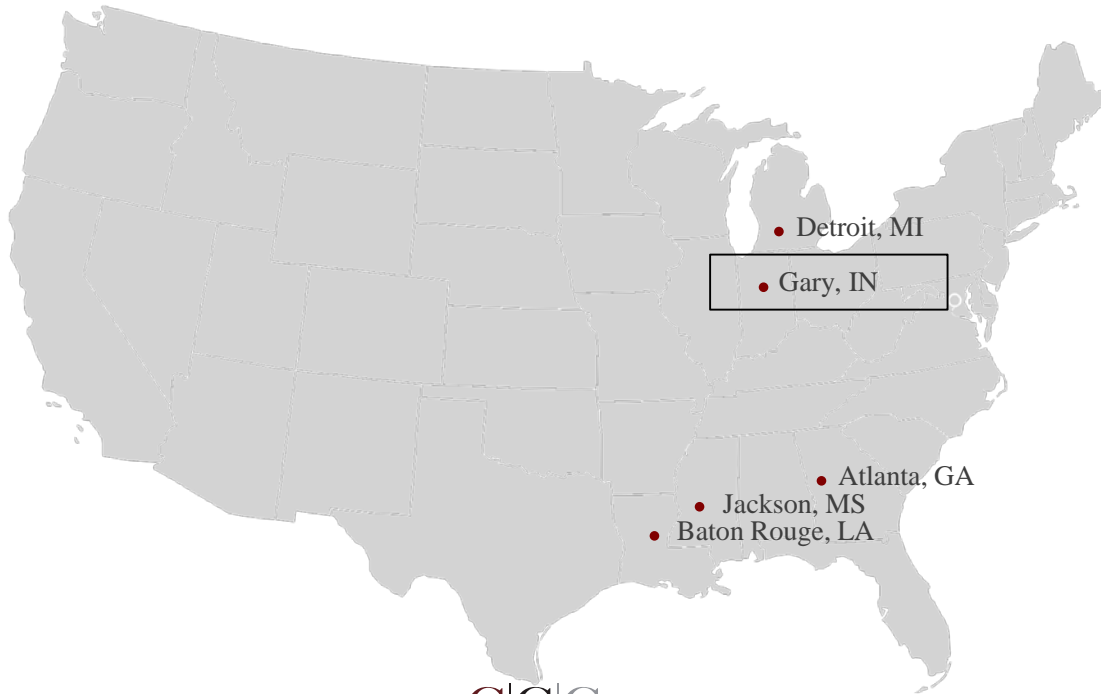 Detroit, MI
Gary, IN
Atlanta, GA
Jackson, MS
Baton Rouge, LA